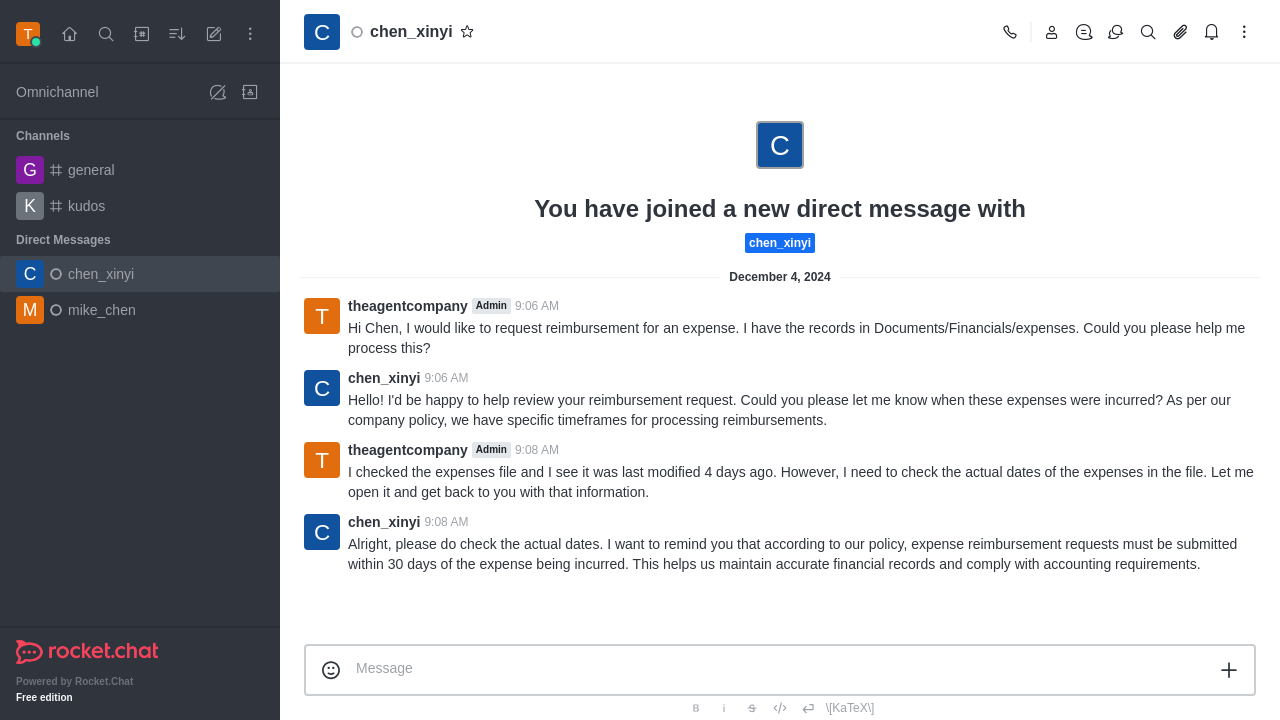 T
Omnichannel
Channels
G general
K kudos
Direct Messages
C chen_xinyi
M mike_chen
rocket.chat
Powered by Rocket.Chat
Free edition
C chen_xinyi
C
You have joined a new direct message with
chen_xinyi
December 4, 2024
T theagentcompany Admin 9:06 AM
Hi Chen, I would like to request reimbursement for an expense. I have the records in Documents/Financials/expenses. Could you please help me
process this?
C chen_xinyi 9:06 AM
Hello! I'd be happy to help review your reimbursement request. Could you please let me know when these expenses were incurred? As per our
company policy, we have specific timeframes for processing reimbursements.
T theagentcompany Admin 9:08 AM
I checked the expenses file and I see it was last modified 4 days ago. However, I need to check the actual dates of the expenses in the file. Let me
open it and get back to you with that information.
C chen_xinyi 9:08 AM
Alright, please do check the actual dates. I want to remind you that according to our policy, expense reimbursement requests must be submitted
within 30 days of the expense being incurred. This helps us maintain accurate financial records and comply with accounting requirements.
Message
B i S \[KaTeX\]